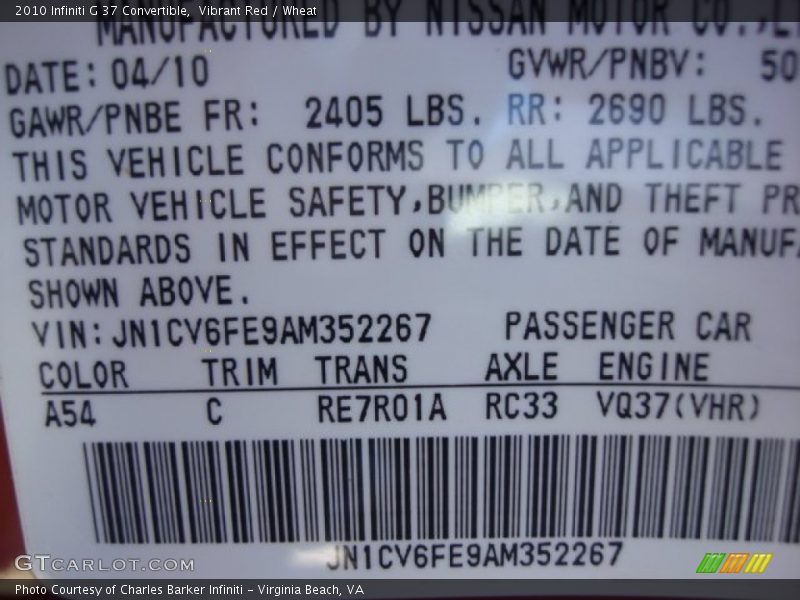 2010 Infiniti G 37 Convertible, Vibrant Red / Wheat
MANUFACTURED BY NISSAN MOTOR CO.,
DATE: 04/10 GVWR/PNBV: 50
GAWR/PNBE FR: 2405 LBS. RR: 2690 LBS.
THIS VEHICLE CONFORMS TO ALL APPLICABLE
MOTOR VEHICLE SAFETY,BUMPER,AND THEFT PR
STANDARDS IN EFFECT ON THE DATE OF MANUFA
SHOWN ABOVE.
VIN: JN1CV6FE9AM352267 PASSENGER CAR
COLOR TRIM TRANS AXLE ENGINE
A54 C RE7R01A RC33 VQ37(VHR)
JN1CV6FE9AM352267
GTCARLOT.COM
Photo Courtesy of Charles Barker Infiniti - Virginia Beach, VA